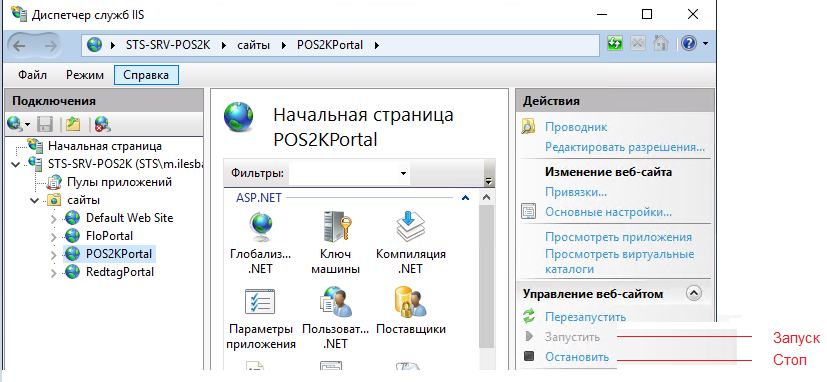 Диспетчер служб IIS
STS-SRV-POS2K
сайты
POS2KPortal
Файл
Режим
Справка
Подключения
Начальная страница
STS-SRV-POS2K (STS\m.ilesba
Пулы приложений
сайты
Default Web Site
FloPortal
POS2KPortal
RedtagPortal
Начальная страница
POS2KPortal
Фильтры:
ASP.NET
Глобализ...
.NET
Ключ
машины
Компиляция
.NET
Параметры
приложения
Пользоват...
.NET
Поставщики
Действия
Проводник
Редактировать разрешения...
Изменение веб-сайта
Привязки...
Основные настройки...
Просмотреть приложения
Просмотреть виртуальные
каталоги
Управление веб-сайтом
Перезапустить
Запустить
Остановить
Запуск
Стоп